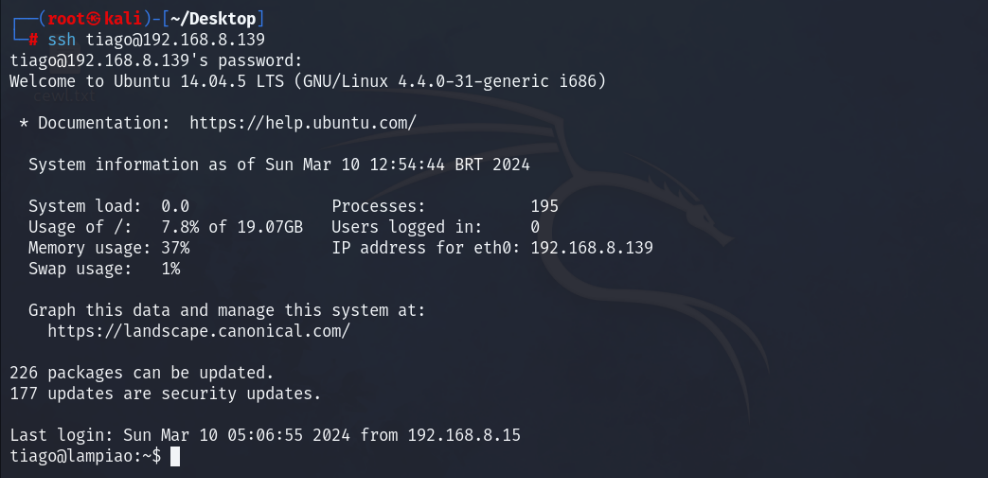 ┌──(root㉿kali)-[~/Desktop]
└─# ssh tiago@192.168.8.139
tiago@192.168.8.139's password:
Welcome to Ubuntu 14.04.5 LTS (GNU/Linux 4.4.0-31-generic i686)
* Documentation:  https://help.ubuntu.com/
System information as of Sun Mar 10 12:54:44 BRT 2024
System load:  0.0               Processes:           195
Usage of /:   7.8% of 19.07GB   Users logged in:     0
Memory usage: 37%               IP address for eth0: 192.168.8.139
Swap usage:   1%
Graph this data and manage this system at:
https://landscape.canonical.com/
226 packages can be updated.
177 updates are security updates.
Last login: Sun Mar 10 05:06:55 2024 from 192.168.8.15
tiago@lampiao:~$